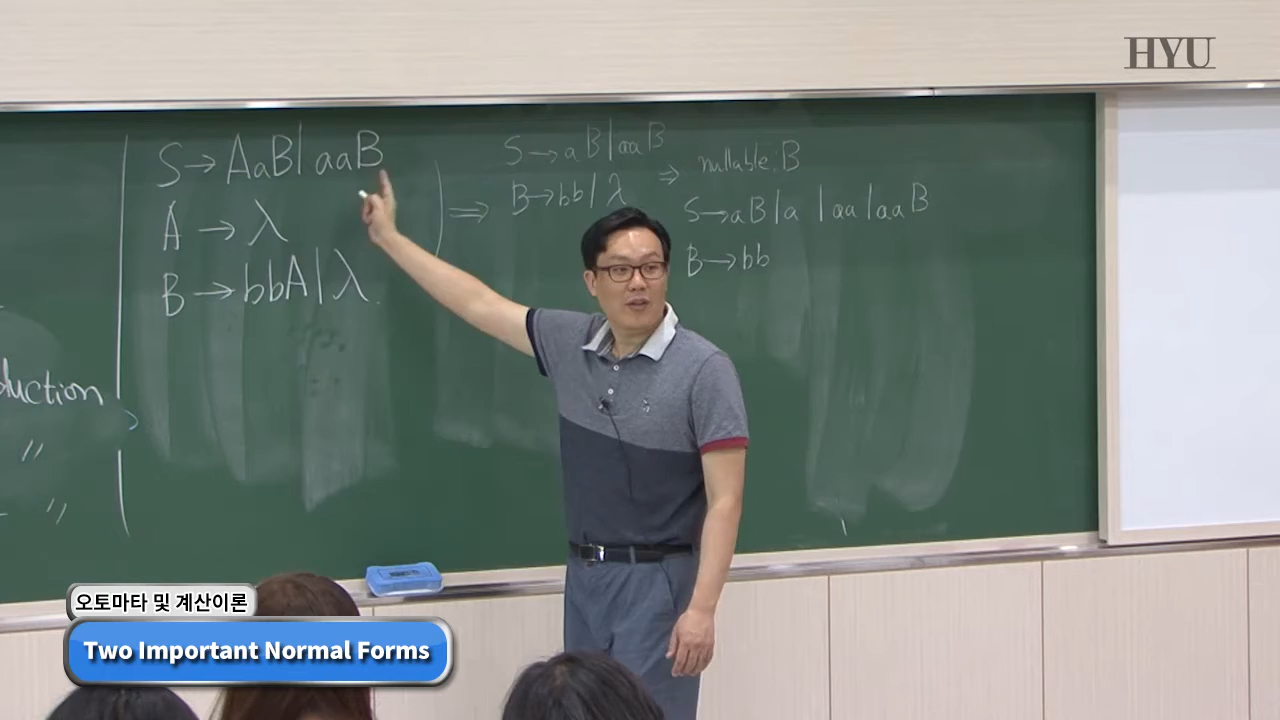 HYU
S→AaB|aaB
A→λ
B→bbA|λ.
⇒
S→aB|aaB
B→bb|λ
⇒ nullable: B
S→aB|a|aa|aaB
B→bb
"
"
오토마타 및 계산이론
Two Important Normal Forms